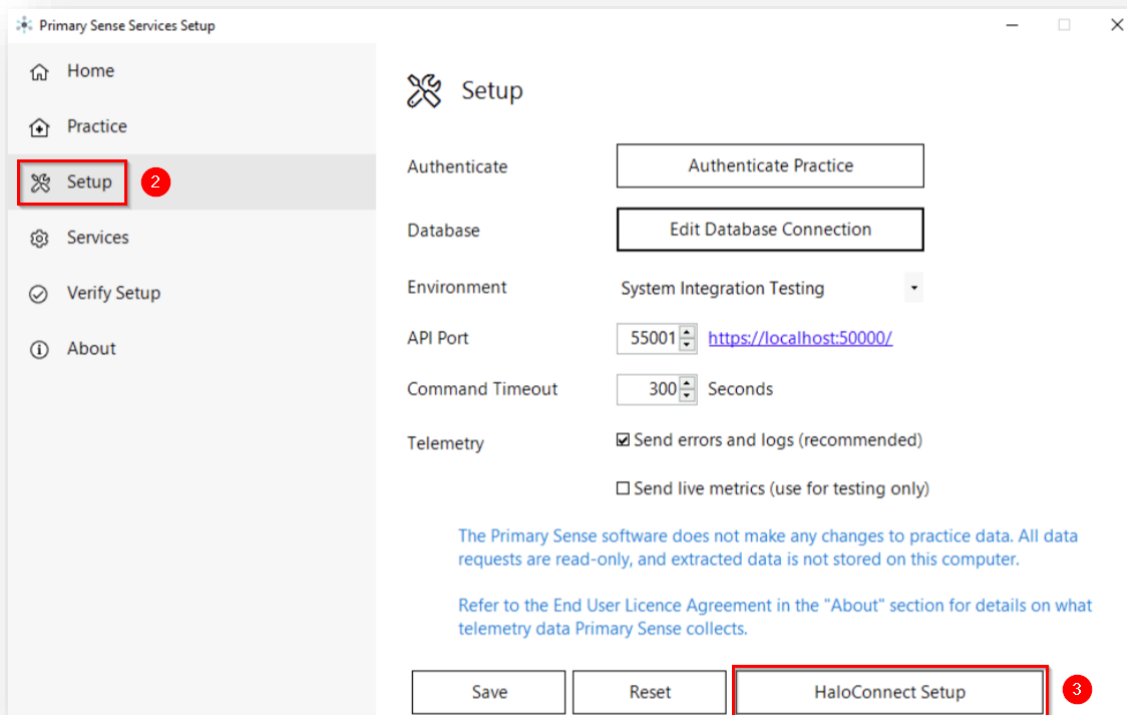 Primary Sense Services Setup
Home
Practice
Setup
2
Services
Verify Setup
About
Setup
Authenticate
Authenticate Practice
Database
Edit Database Connection
Environment
System Integration Testing
API Port
55001
https://localhost:50000/
Command Timeout
300
Seconds
Telemetry
Send errors and logs (recommended)
Send live metrics (use for testing only)
The Primary Sense software does not make any changes to practice data. All data
requests are read-only, and extracted data is not stored on this computer.
Refer to the End User Licence Agreement in the "About" section for details on what
telemetry data Primary Sense collects.
Save
Reset
HaloConnect Setup
3